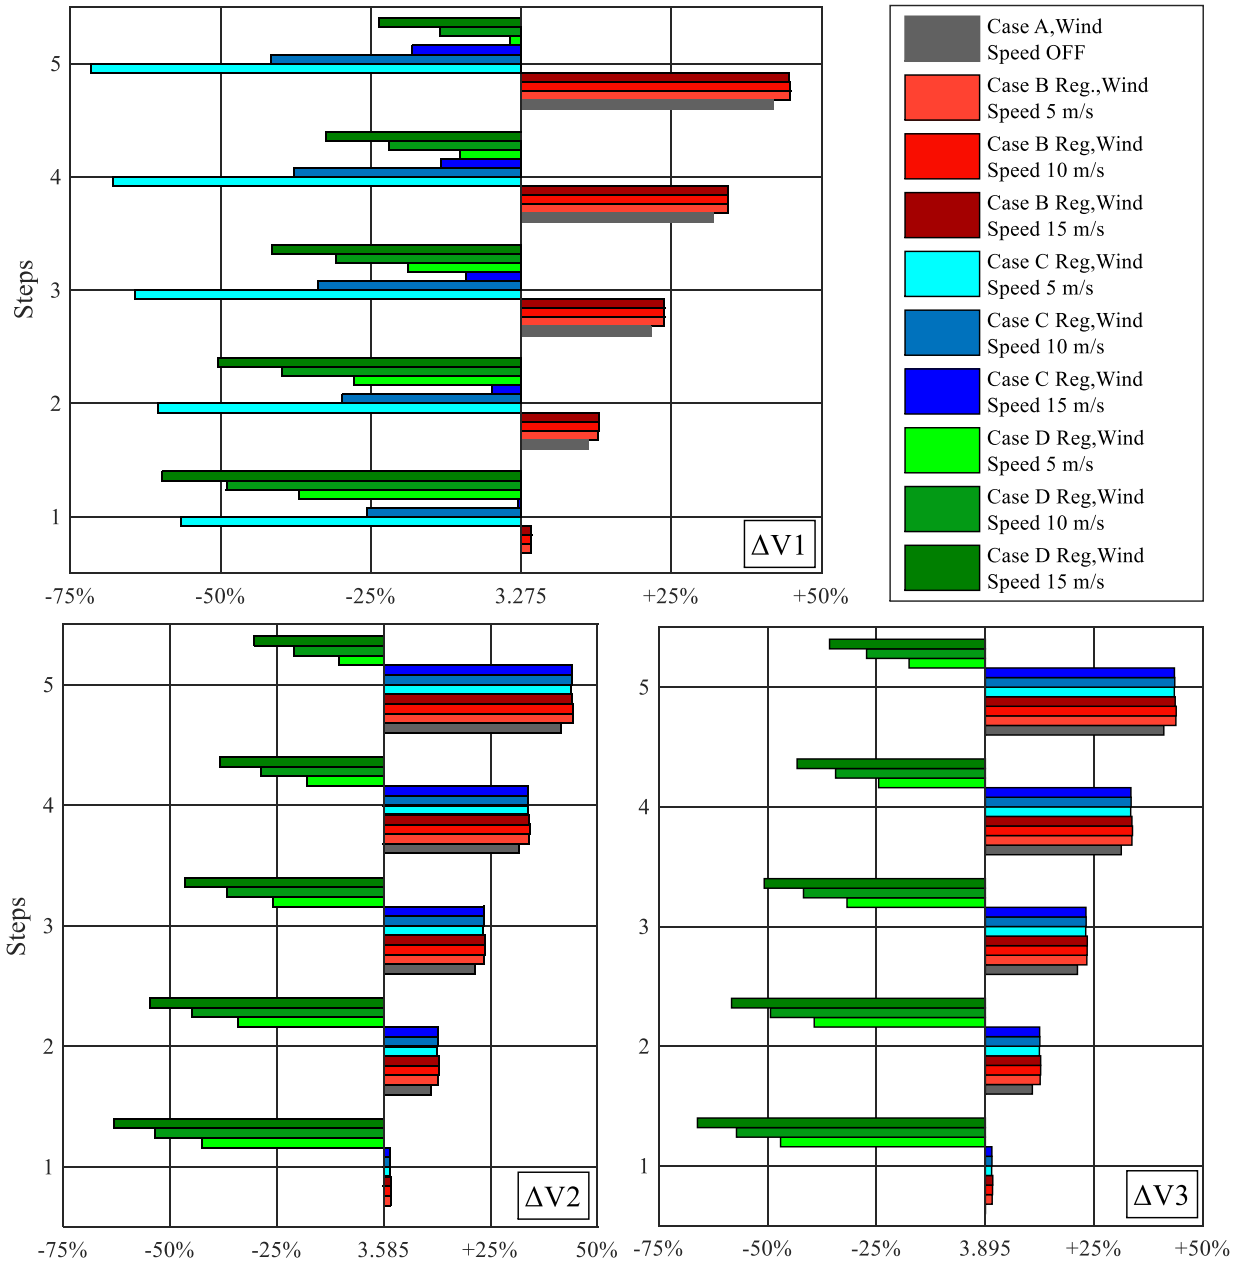 Steps
5
4
3
2
1
ΔV1
-75%
-50%
-25%
3.275
+25%
+50%
Case A,Wind
Speed OFF
Case B Reg.,Wind
Speed 5 m/s
Case B Reg,Wind
Speed 10 m/s
Case B Reg,Wind
Speed 15 m/s
Case C Reg,Wind
Speed 5 m/s
Case C Reg,Wind
Speed 10 m/s
Case C Reg,Wind
Speed 15 m/s
Case D Reg,Wind
Speed 5 m/s
Case D Reg,Wind
Speed 10 m/s
Case D Reg,Wind
Speed 15 m/s
Steps
5
4
3
2
1
ΔV2
-75%
-50%
-25%
3.585
+25%
50%
5
4
3
2
1
ΔV3
-75%
-50%
-25%
3.895
+25%
+50%